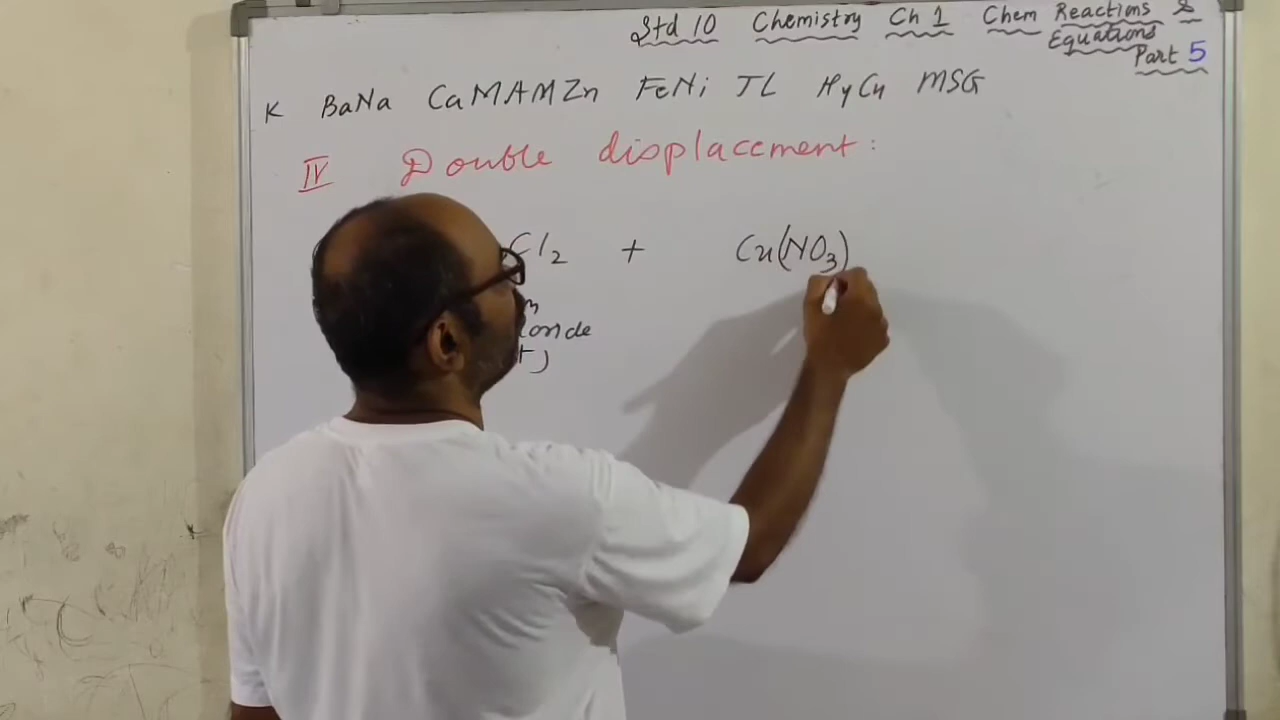 Std 10 Chemistry Ch 1 Chem Reactions &
Equations
Part 5
K BaNa CaMAMZn FeNi TL HyCu MSG
IV Double displacement:
Cl2 + Cu(NO3)